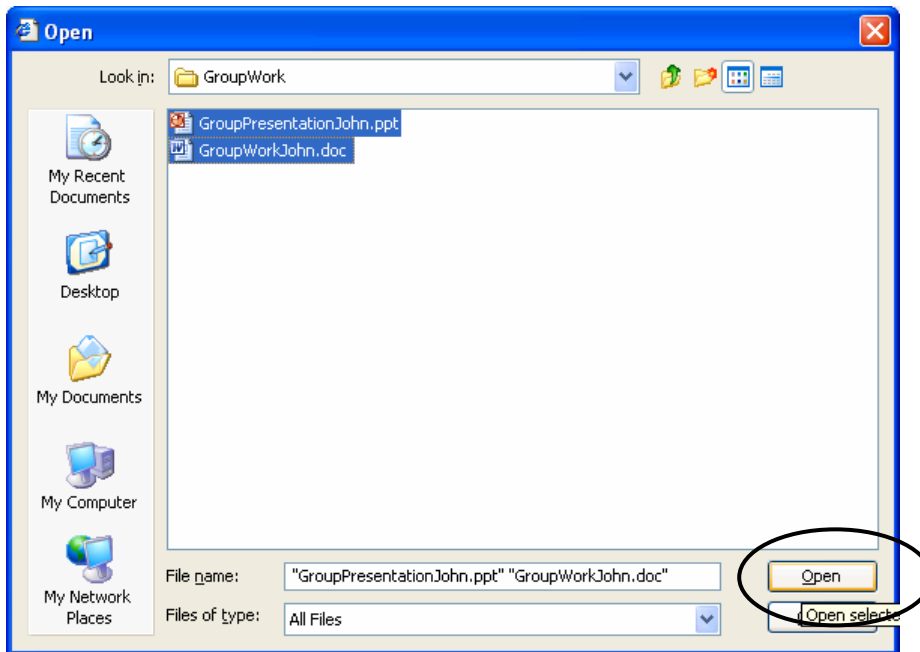 Open
Look in: GroupWork
GroupPresentationJohn.ppt
GroupWorkJohn.doc
My Recent
Documents
Desktop
My Documents
My Computer
My Network
Places
File name: "GroupPresentationJohn.ppt" "GroupWorkJohn.doc"
Open
Files of type: All Files
Open